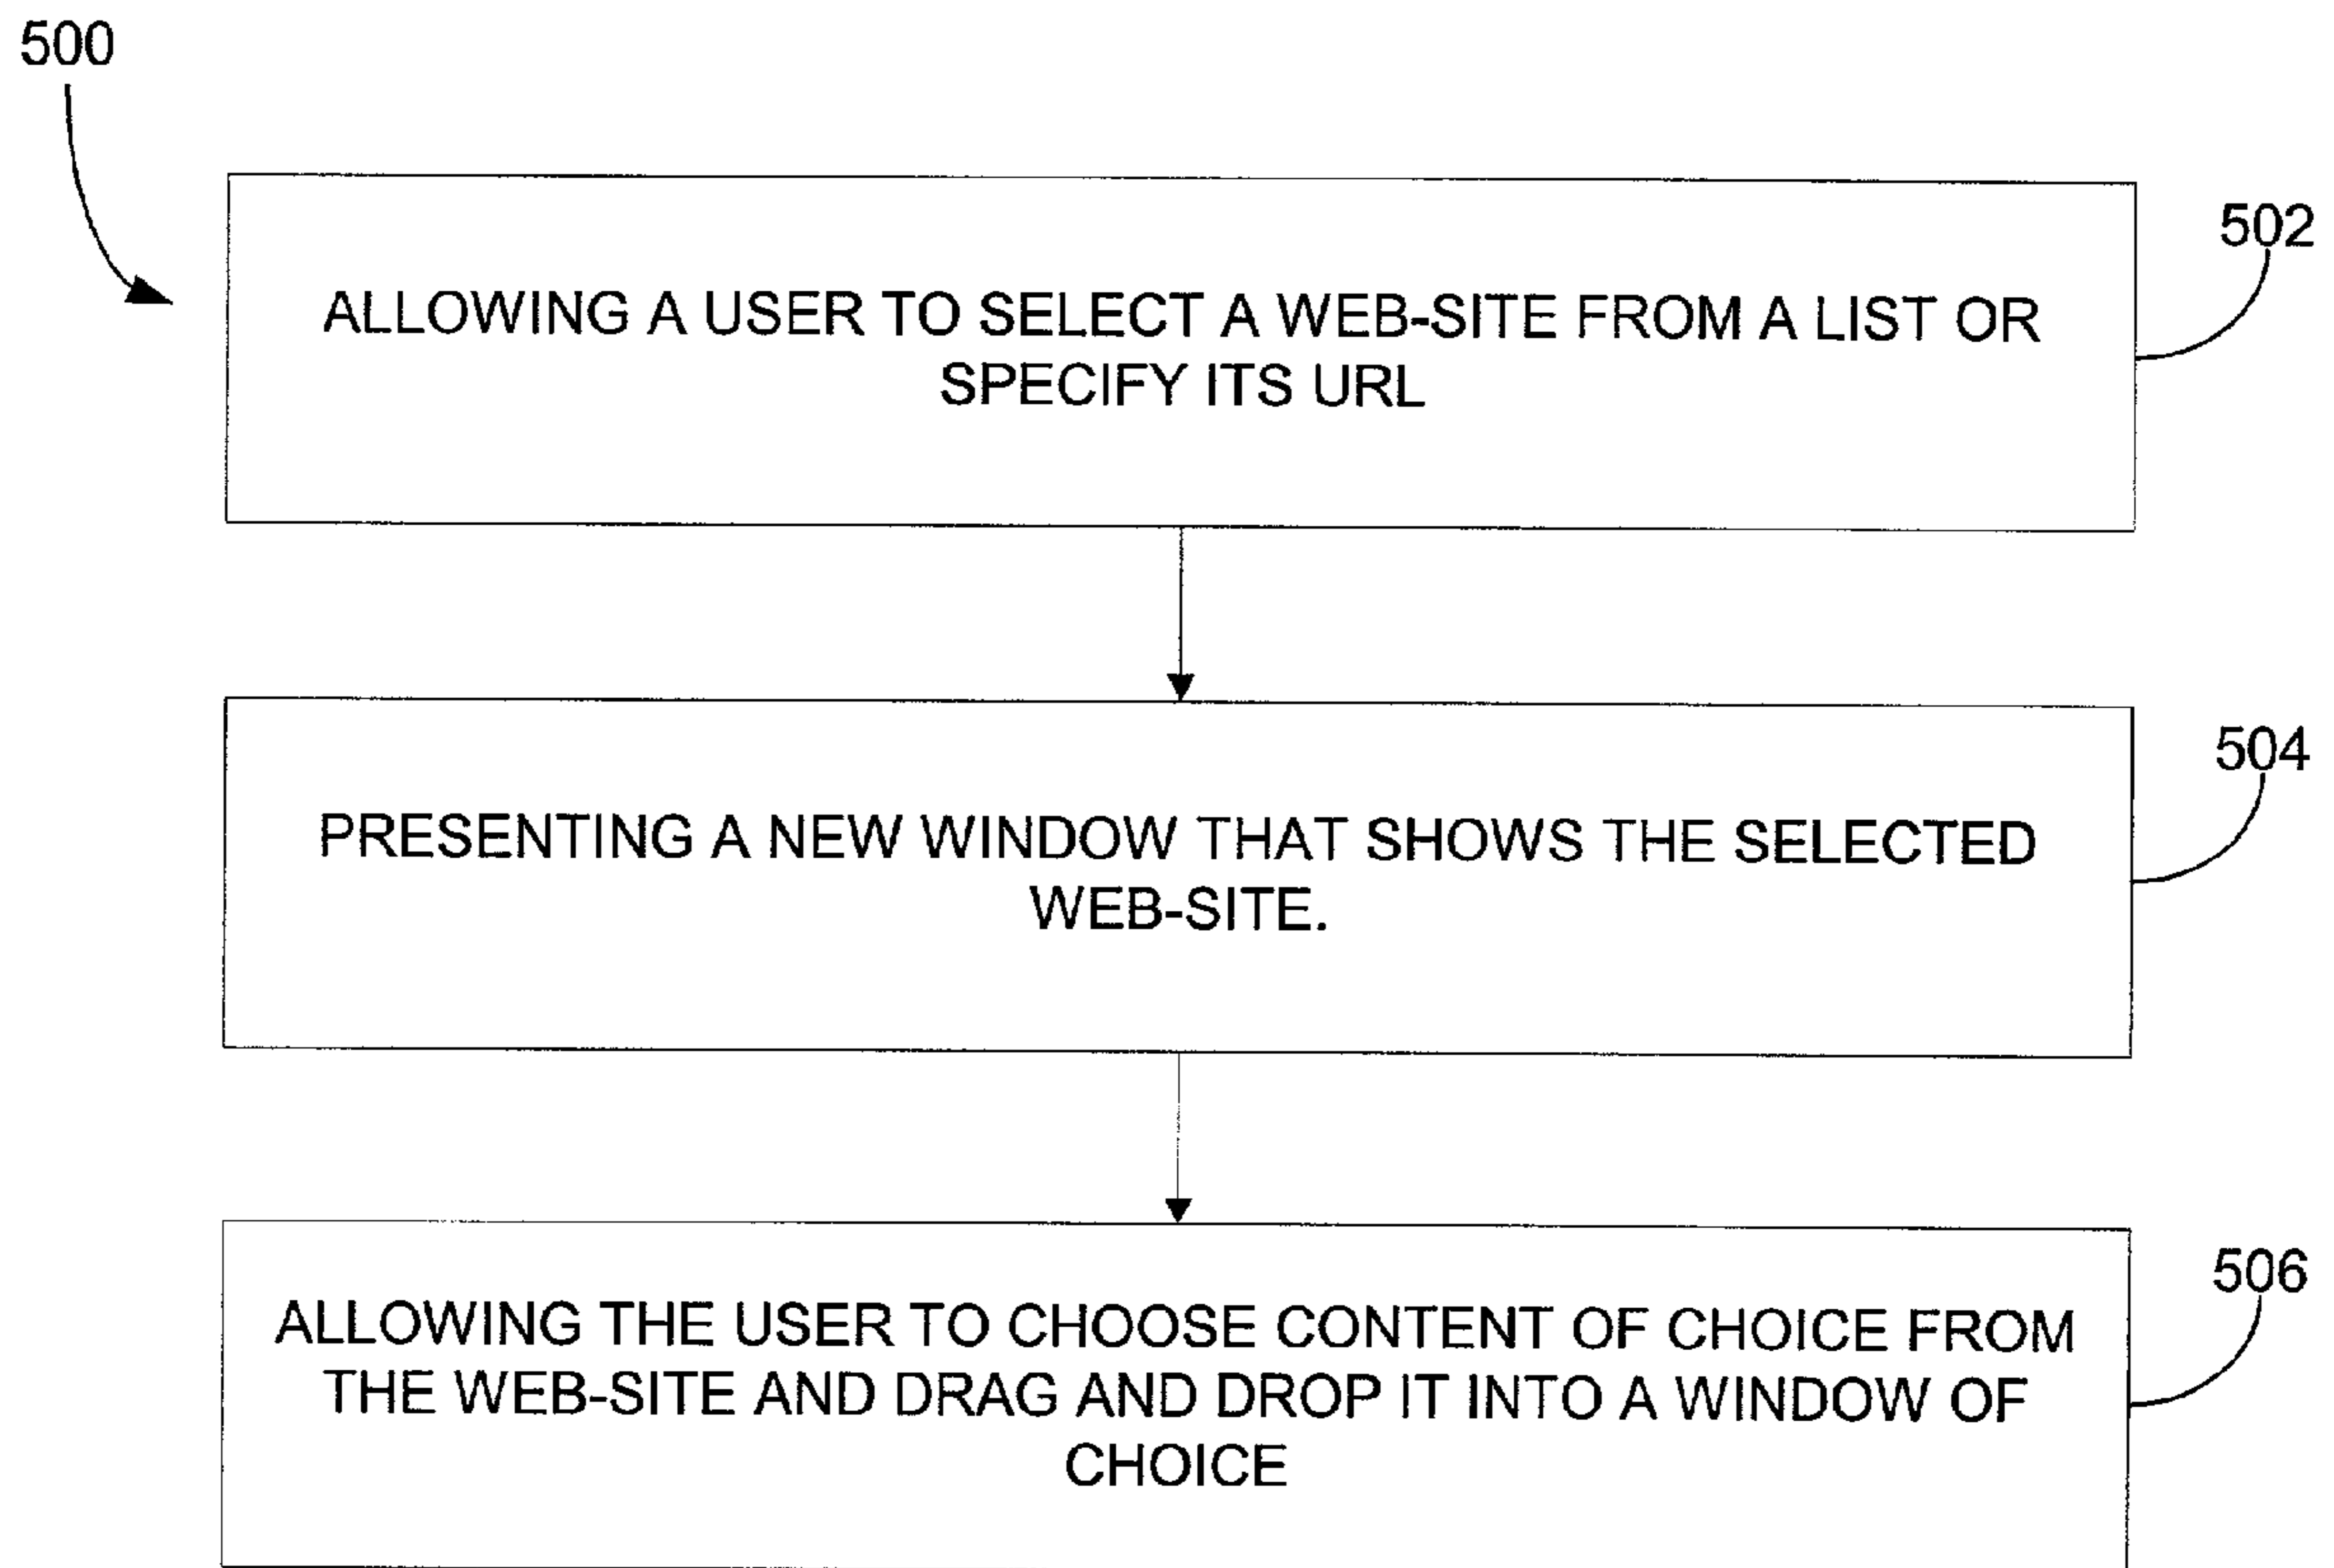 500
502
ALLOWING A USER TO SELECT A WEB-SITE FROM A LIST OR
SPECIFY ITS URL
504
PRESENTING A NEW WINDOW THAT SHOWS THE SELECTED
WEB-SITE.
506
ALLOWING THE USER TO CHOOSE CONTENT OF CHOICE FROM
THE WEB-SITE AND DRAG AND DROP IT INTO A WINDOW OF
CHOICE